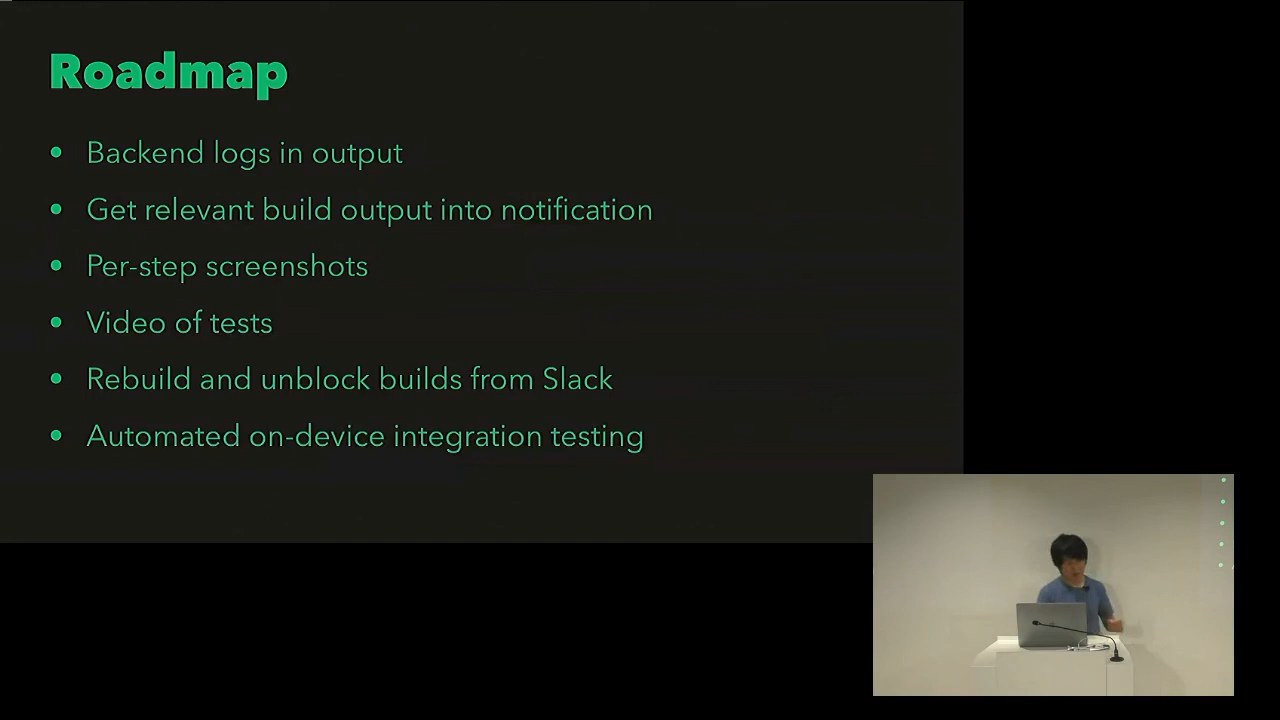 Roadmap
• Backend logs in output
• Get relevant build output into notification
• Per-step screenshots
• Video of tests
• Rebuild and unblock builds from Slack
• Automated on-device integration testing